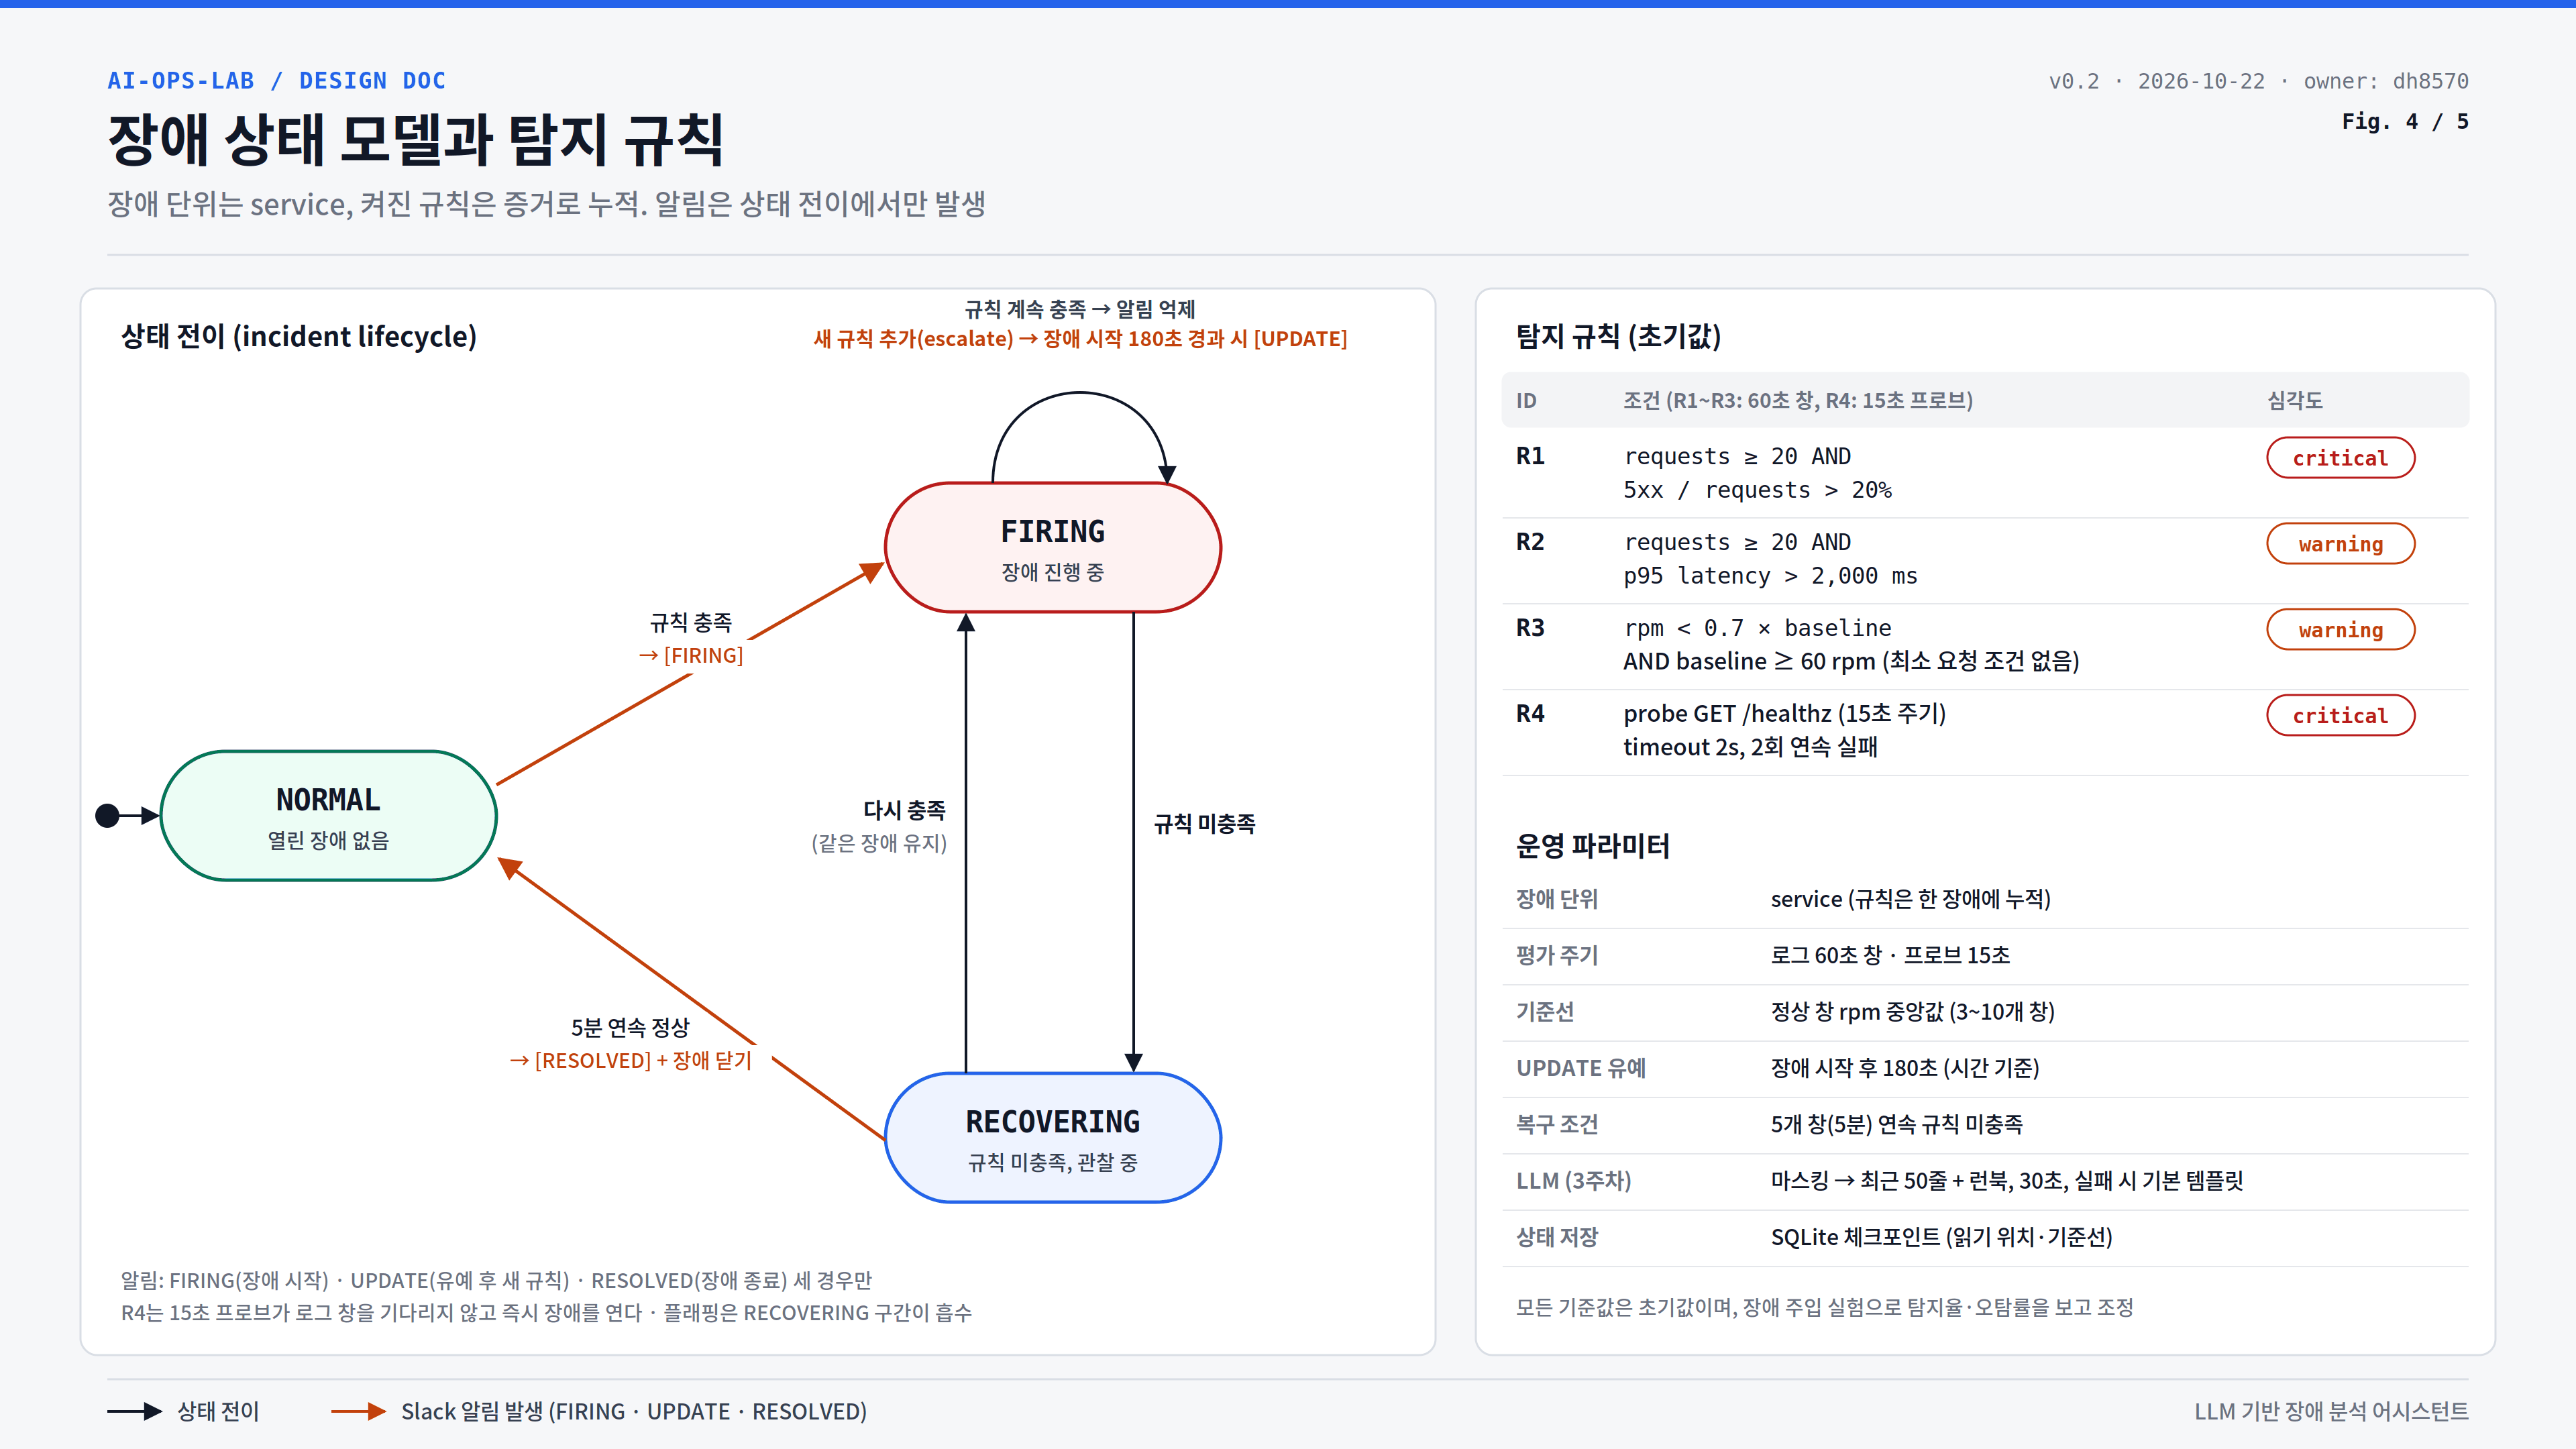 AI-OPS-LAB / DESIGN DOC
v0.2 · 2026-10-22 · owner: dh8570
장애 상태 모델과 탐지 규칙
Fig. 4 / 5
장애 단위는 service, 켜진 규칙은 증거로 누적. 알림은 상태 전이에서만 발생
상태 전이 (incident lifecycle)
규칙 계속 충족 → 알림 억제
새 규칙 추가(escalate) → 장애 시작 180초 경과 시 [UPDATE]
FIRING
장애 진행 중
규칙 충족
→ [FIRING]
NORMAL
열린 장애 없음
다시 충족
(같은 장애 유지)
규칙 미충족
5분 연속 정상
→ [RESOLVED] + 장애 닫기
RECOVERING
규칙 미충족, 관찰 중
알림: FIRING(장애 시작) · UPDATE(유예 후 새 규칙) · RESOLVED(장애 종료) 세 경우만
R4는 15초 프로브가 로그 창을 기다리지 않고 즉시 장애를 연다 · 플래핑은 RECOVERING 구간이 흡수
탐지 규칙 (초기값)
ID 조건 (R1~R3: 60초 창, R4: 15초 프로브) 심각도
R1 requests ≥ 20 AND critical
5xx / requests > 20%
R2 requests ≥ 20 AND warning
p95 latency > 2,000 ms
R3 rpm < 0.7 × baseline warning
AND baseline ≥ 60 rpm (최소 요청 조건 없음)
R4 probe GET /healthz (15초 주기) critical
timeout 2s, 2회 연속 실패
운영 파라미터
장애 단위 service (규칙은 한 장애에 누적)
평가 주기 로그 60초 창 · 프로브 15초
기준선 정상 창 rpm 중앙값 (3~10개 창)
UPDATE 유예 장애 시작 후 180초 (시간 기준)
복구 조건 5개 창(5분) 연속 규칙 미충족
LLM (3주차) 마스킹 → 최근 50줄 + 런북, 30초, 실패 시 기본 템플릿
상태 저장 SQLite 체크포인트 (읽기 위치·기준선)
모든 기준값은 초기값이며, 장애 주입 실험으로 탐지율·오탐률을 보고 조정
상태 전이
Slack 알림 발생 (FIRING · UPDATE · RESOLVED)
LLM 기반 장애 분석 어시스턴트